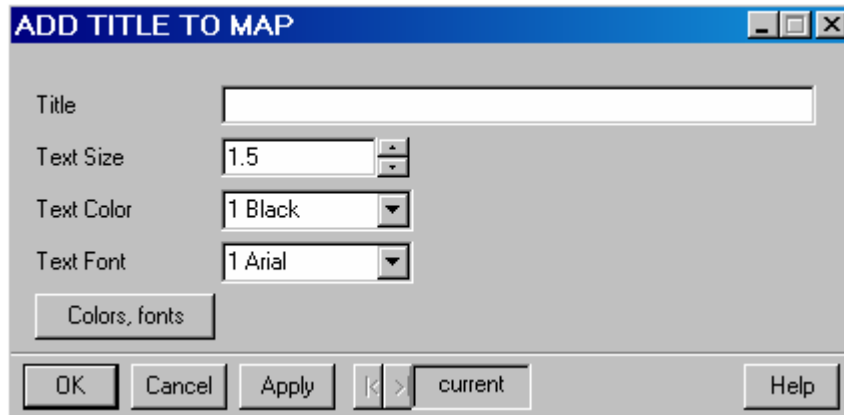 ADD TITLE TO MAP
Title
Text Size 1.5
Text Color 1 Black
Text Font 1 Arial
Colors, fonts
OK Cancel Apply |< >| current Help